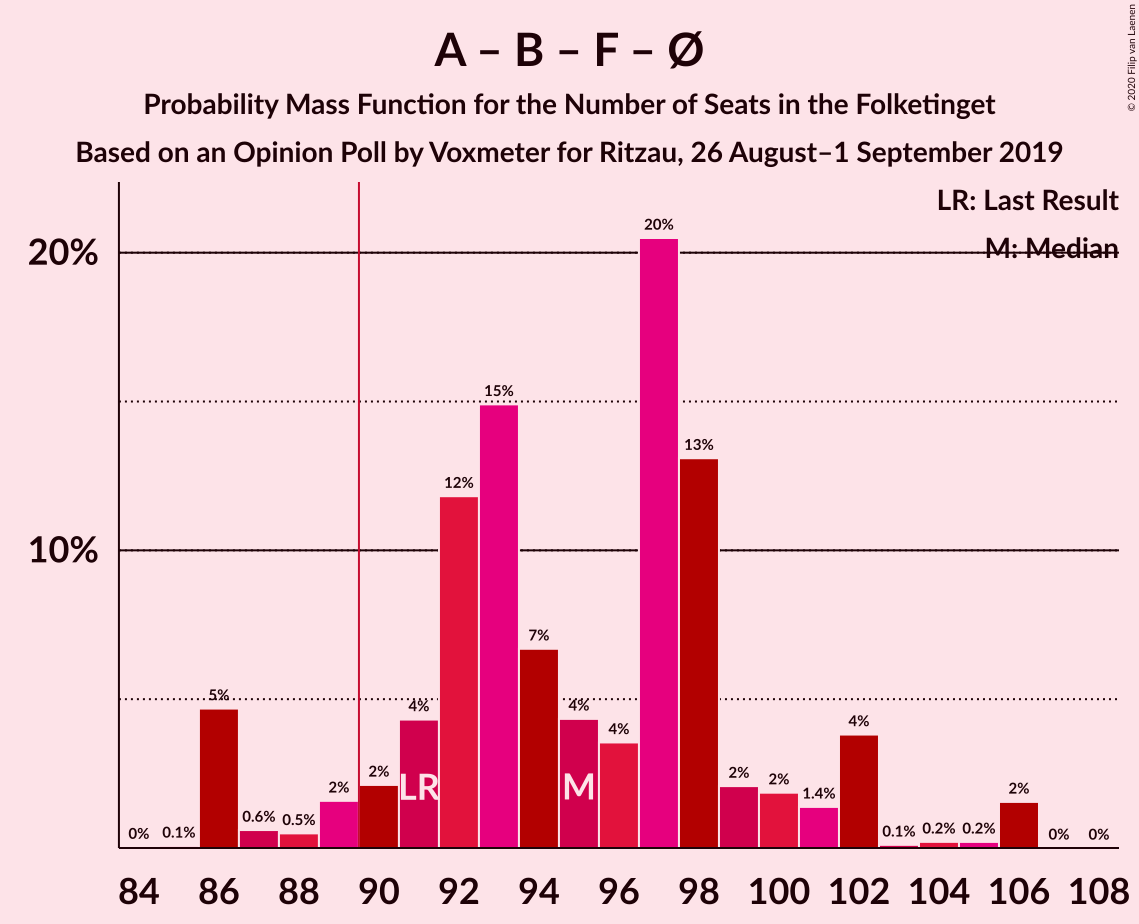 A – B – F – Ø
Probability Mass Function for the Number of Seats in the Folketinget
Based on an Opinion Poll by Voxmeter for Ritzau, 26 August–1 September 2019
© 2020 Filip van Laenen
LR: Last Result
M: Median
20%
10%
0% 0.1% 5% 0.6% 0.5% 2% 2% 4% 12% 15% 7% 4% 4% 20% 13% 2% 2% 1.4% 4% 0.1% 0.2% 0.2% 2% 0% 0%
LR M
84 86 88 90 92 94 96 98 100 102 104 106 108